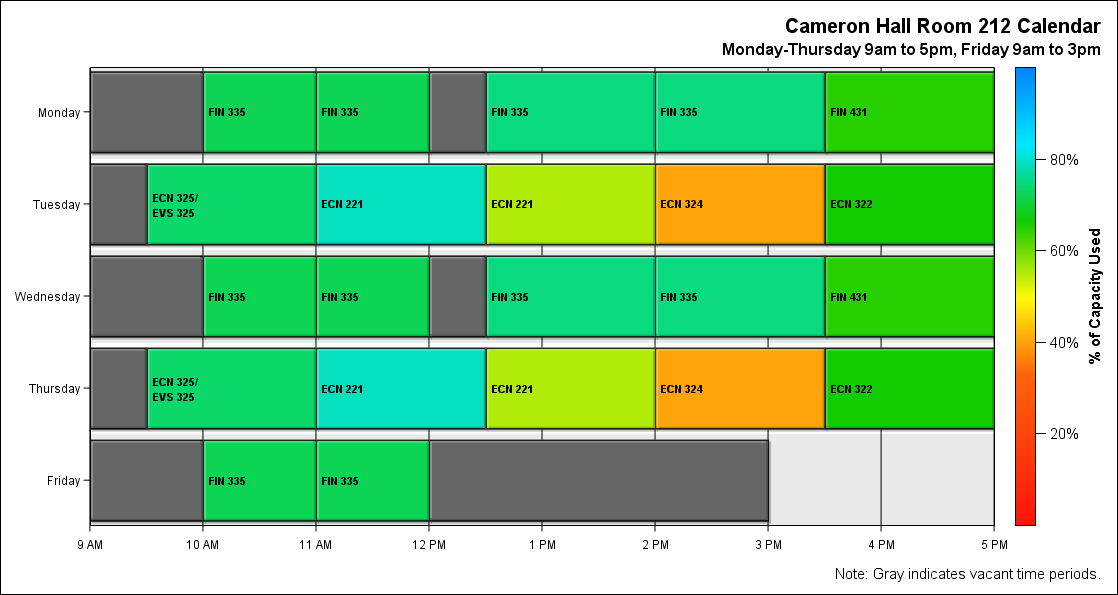 Cameron Hall Room 212 Calendar
Monday-Thursday 9am to 5pm, Friday 9am to 3pm
Monday
FIN 335
FIN 335
FIN 335
FIN 335
FIN 431
Tuesday
ECN 325/
EVS 325
ECN 221
ECN 221
ECN 324
ECN 322
Wednesday
FIN 335
FIN 335
FIN 335
FIN 335
FIN 431
Thursday
ECN 325/
EVS 325
ECN 221
ECN 221
ECN 324
ECN 322
Friday
FIN 335
FIN 335
9 AM
10 AM
11 AM
12 PM
1 PM
2 PM
3 PM
4 PM
5 PM
80%
60%
40%
20%
% of Capacity Used
Note: Gray indicates vacant time periods.